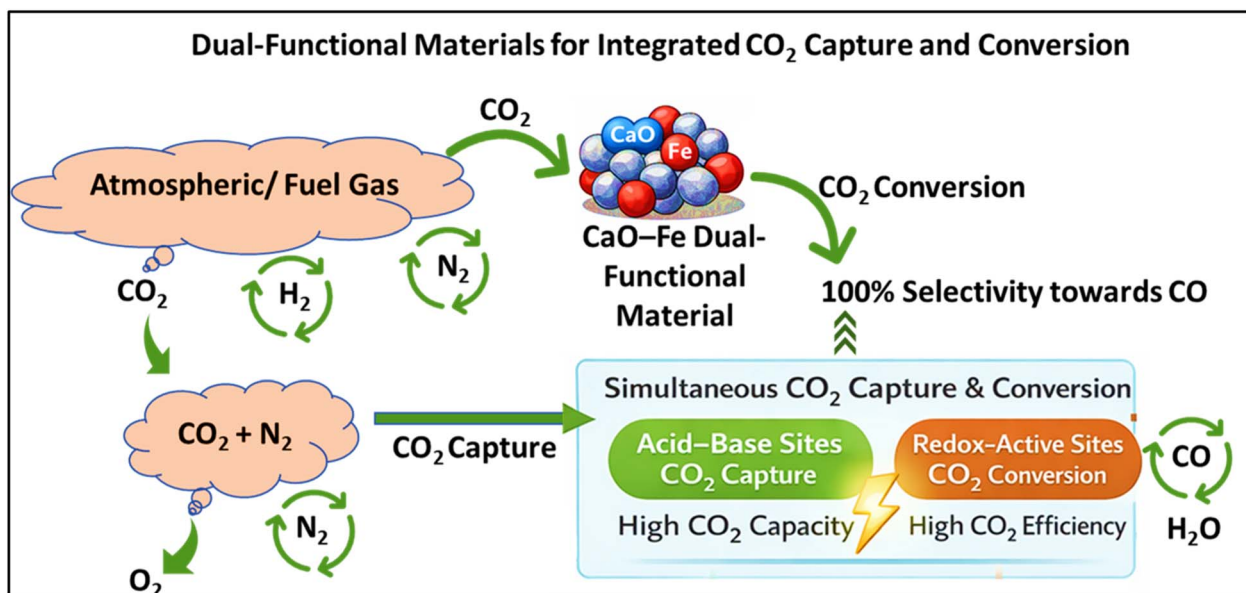 Dual-Functional Materials for Integrated CO₂ Capture and Conversion
CO₂
Atmospheric/ Fuel Gas
CaO
Fe
CO₂ Conversion
CaO–Fe Dual-
Functional
Material
N₂
H₂
CO₂
100% Selectivity towards CO
CO₂ + N₂
CO₂ Capture
Simultaneous CO₂ Capture & Conversion
Acid–Base Sites
CO₂ Capture
Redox-Active Sites
CO₂ Conversion
High CO₂ Capacity
High CO₂ Efficiency
CO
H₂O
N₂
O₂